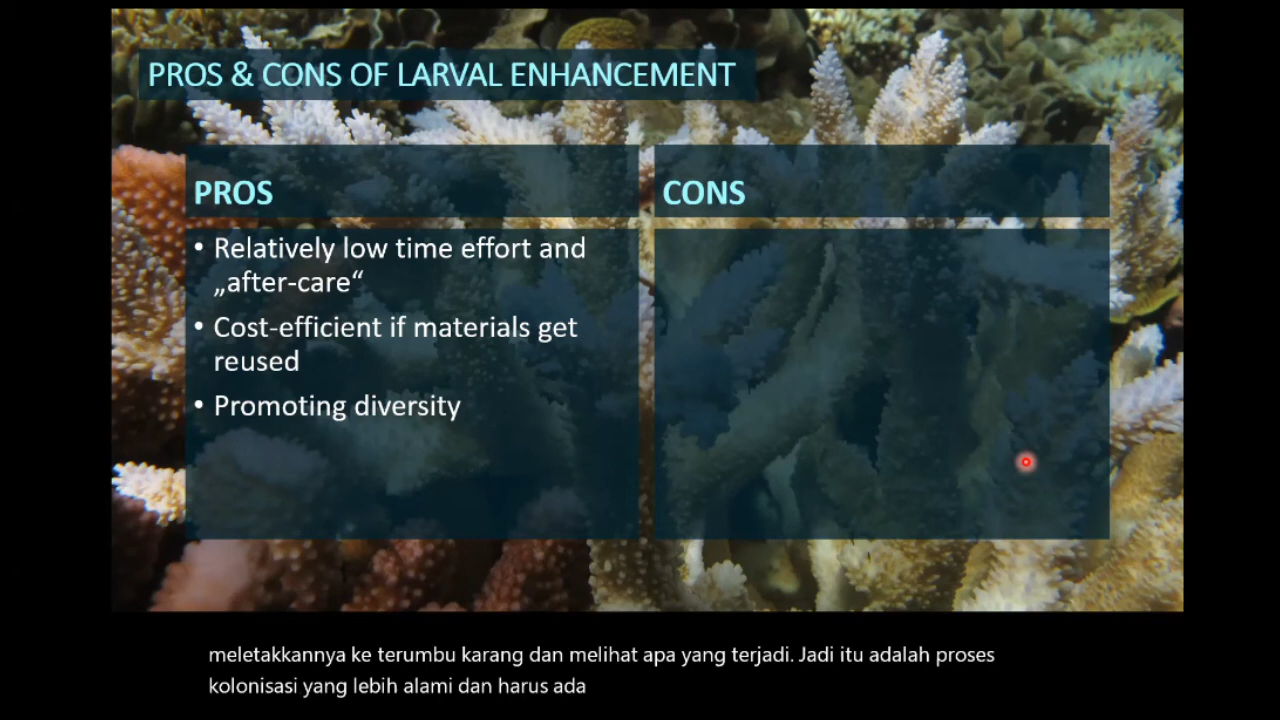 PROS & CONS OF LARVAL ENHANCEMENT
PROS
• Relatively low time effort and
„after-care“
• Cost-efficient if materials get
reused
• Promoting diversity
CONS
meletakkannya ke terumbu karang dan melihat apa yang terjadi. Jadi itu adalah proses
kolonisasi yang lebih alami dan harus ada